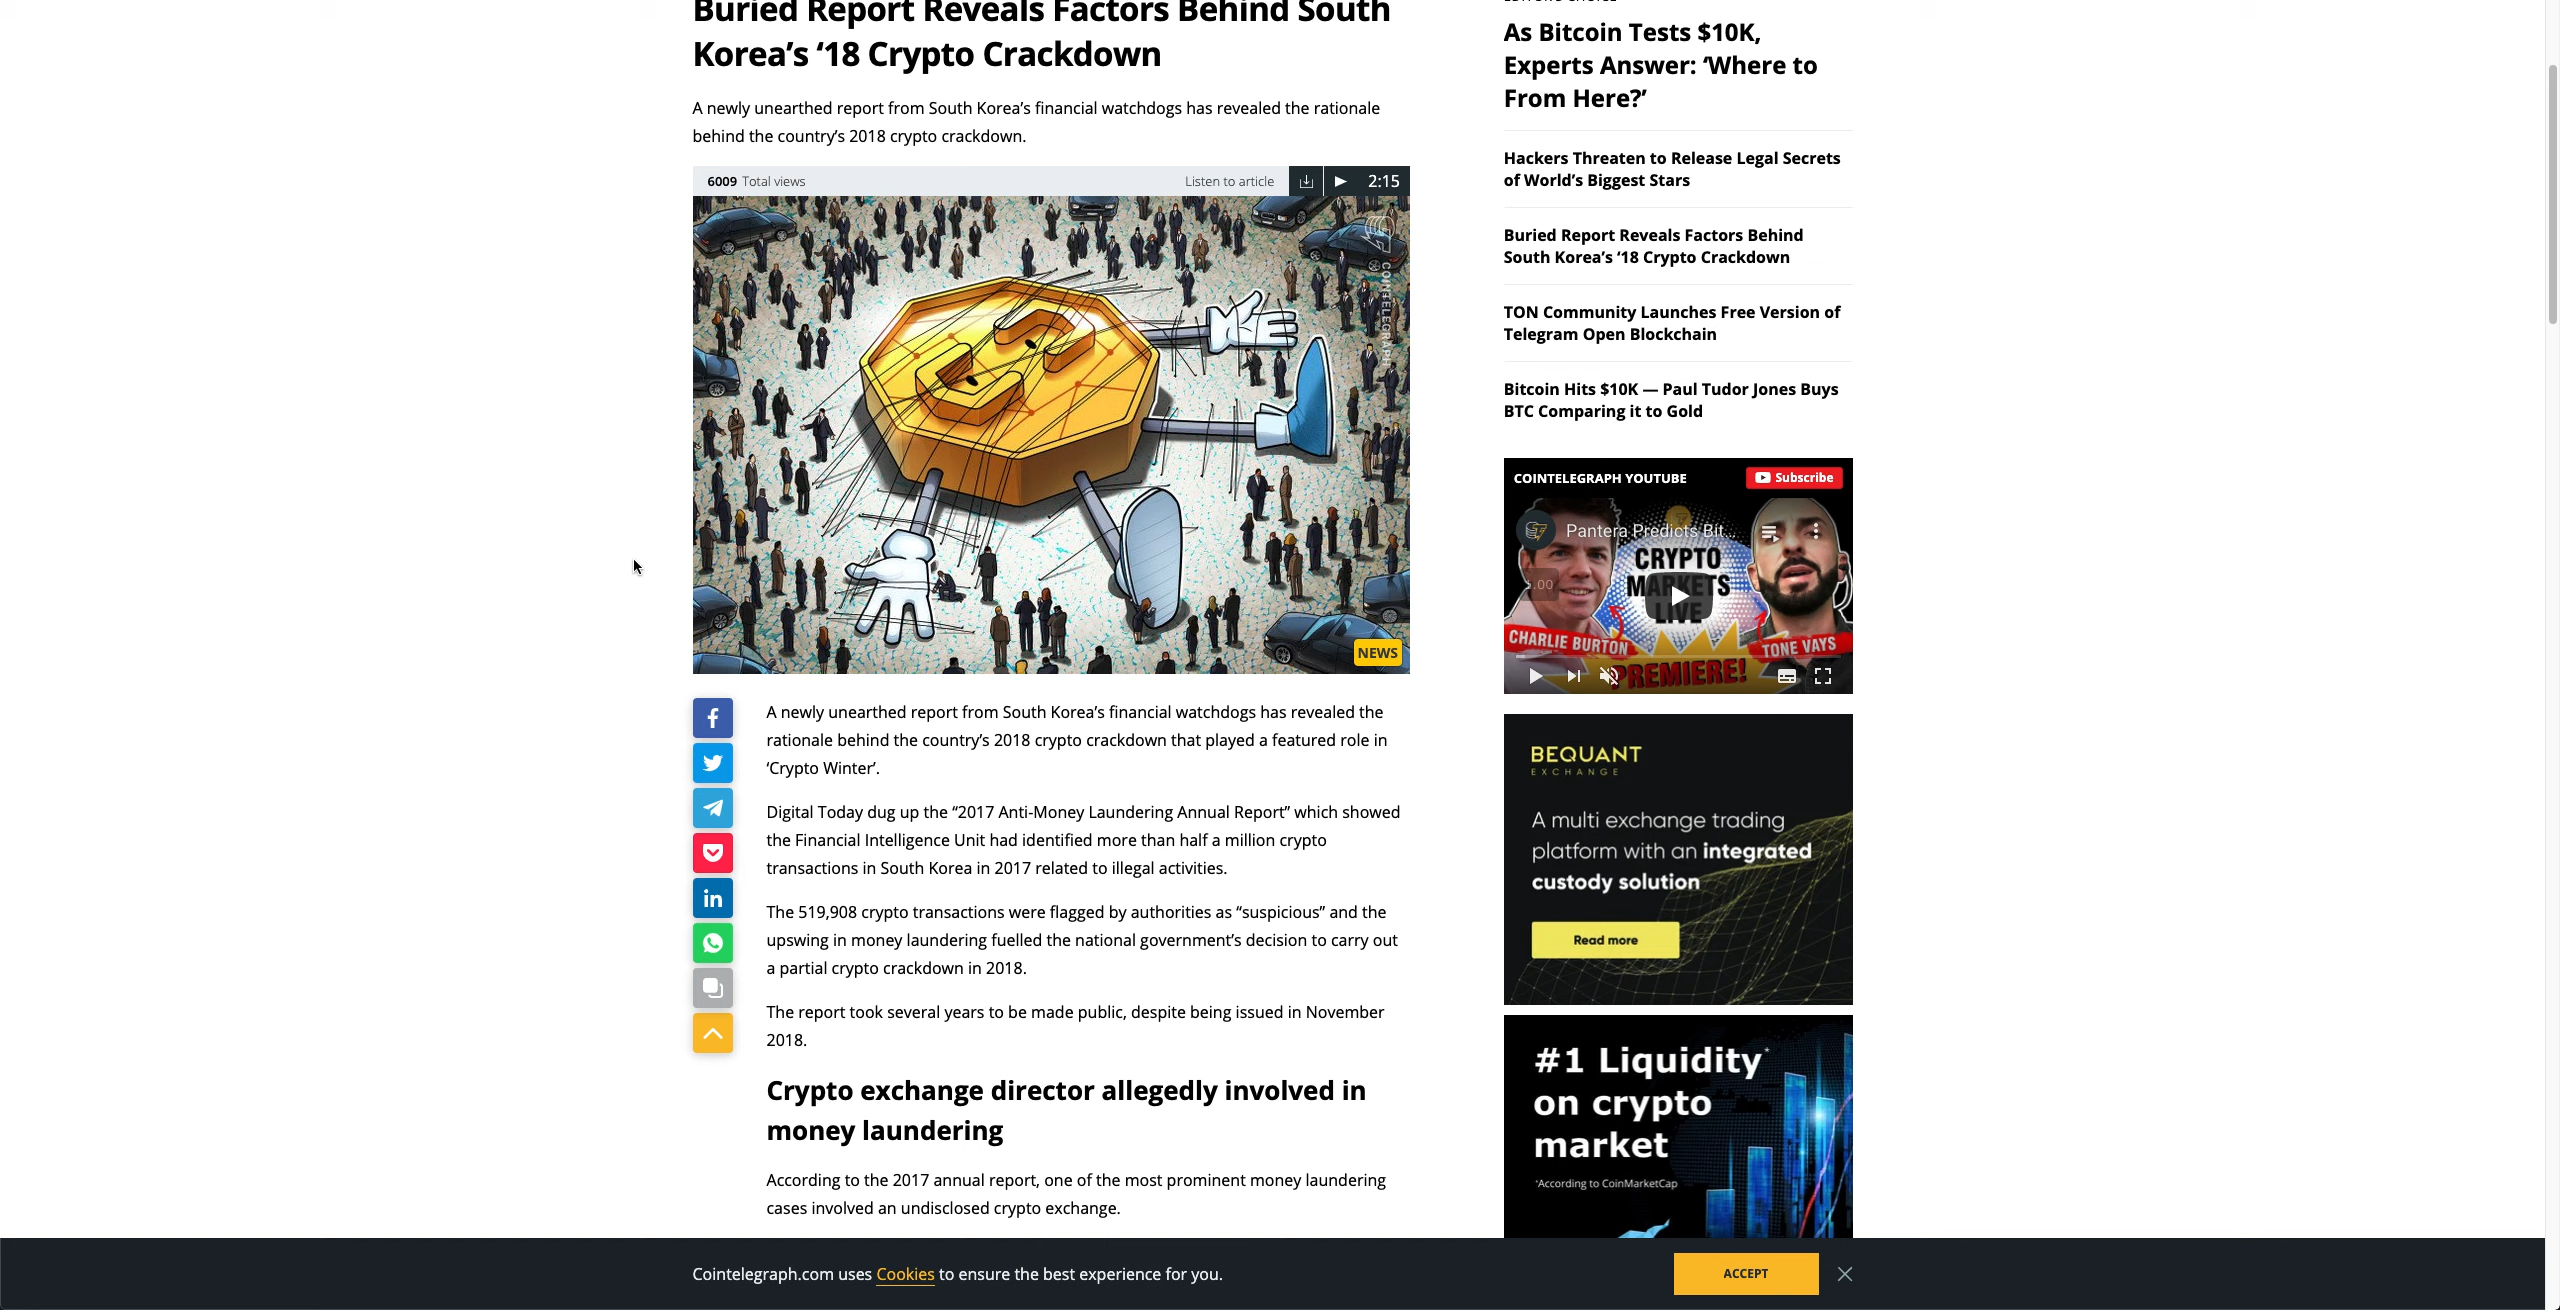 Buried Report Reveals Factors Behind South
Korea’s ‘18 Crypto Crackdown
A newly unearthed report from South Korea’s financial watchdogs has revealed the rationale
behind the country’s 2018 crypto crackdown.
6009 Total views
Listen to article
2:15
COINTELEGRAPH
NEWS
A newly unearthed report from South Korea’s financial watchdogs has revealed the
rationale behind the country’s 2018 crypto crackdown that played a featured role in
‘Crypto Winter’.
Digital Today dug up the “2017 Anti-Money Laundering Annual Report” which showed
the Financial Intelligence Unit had identified more than half a million crypto
transactions in South Korea in 2017 related to illegal activities.
The 519,908 crypto transactions were flagged by authorities as “suspicious” and the
upswing in money laundering fuelled the national government’s decision to carry out
a partial crypto crackdown in 2018.
The report took several years to be made public, despite being issued in November
2018.
Crypto exchange director allegedly involved in
money laundering
According to the 2017 annual report, one of the most prominent money laundering
cases involved an undisclosed crypto exchange.
As Bitcoin Tests $10K,
Experts Answer: ‘Where to
From Here?’
Hackers Threaten to Release Legal Secrets
of World’s Biggest Stars
Buried Report Reveals Factors Behind
South Korea’s ‘18 Crypto Crackdown
TON Community Launches Free Version of
Telegram Open Blockchain
Bitcoin Hits $10K — Paul Tudor Jones Buys
BTC Comparing it to Gold
COINTELEGRAPH YOUTUBE
Subscribe
Pantera Predicts Bit...
CRYPTO
MARKETS
LIVE
CHARLIE BURTON
TONE VAYS
PREMIERE!
BEQUANT
EXCHANGE
A multi exchange trading
platform with an integrated
custody solution
Read more
#1 Liquidity*
on crypto
market
*According to CoinMarketCap
Cointelegraph.com uses Cookies to ensure the best experience for you.
ACCEPT